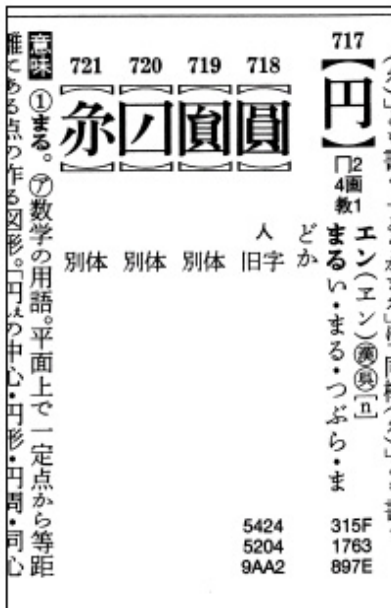 717
【円】
冂2
4画
教1
エン(ヱン)漢呉[n]
まるい・まる・つぶら・ま
どか
315F
1763
897E
718
【圓】
人
旧字
5424
5204
9AA2
719
【圎】
別体
720
別体
721
別体
意味 ①まる。㋐数学の用語。平面上で一定点から等距
離にある点の作る図形。「円の中心・円形・円周・同心